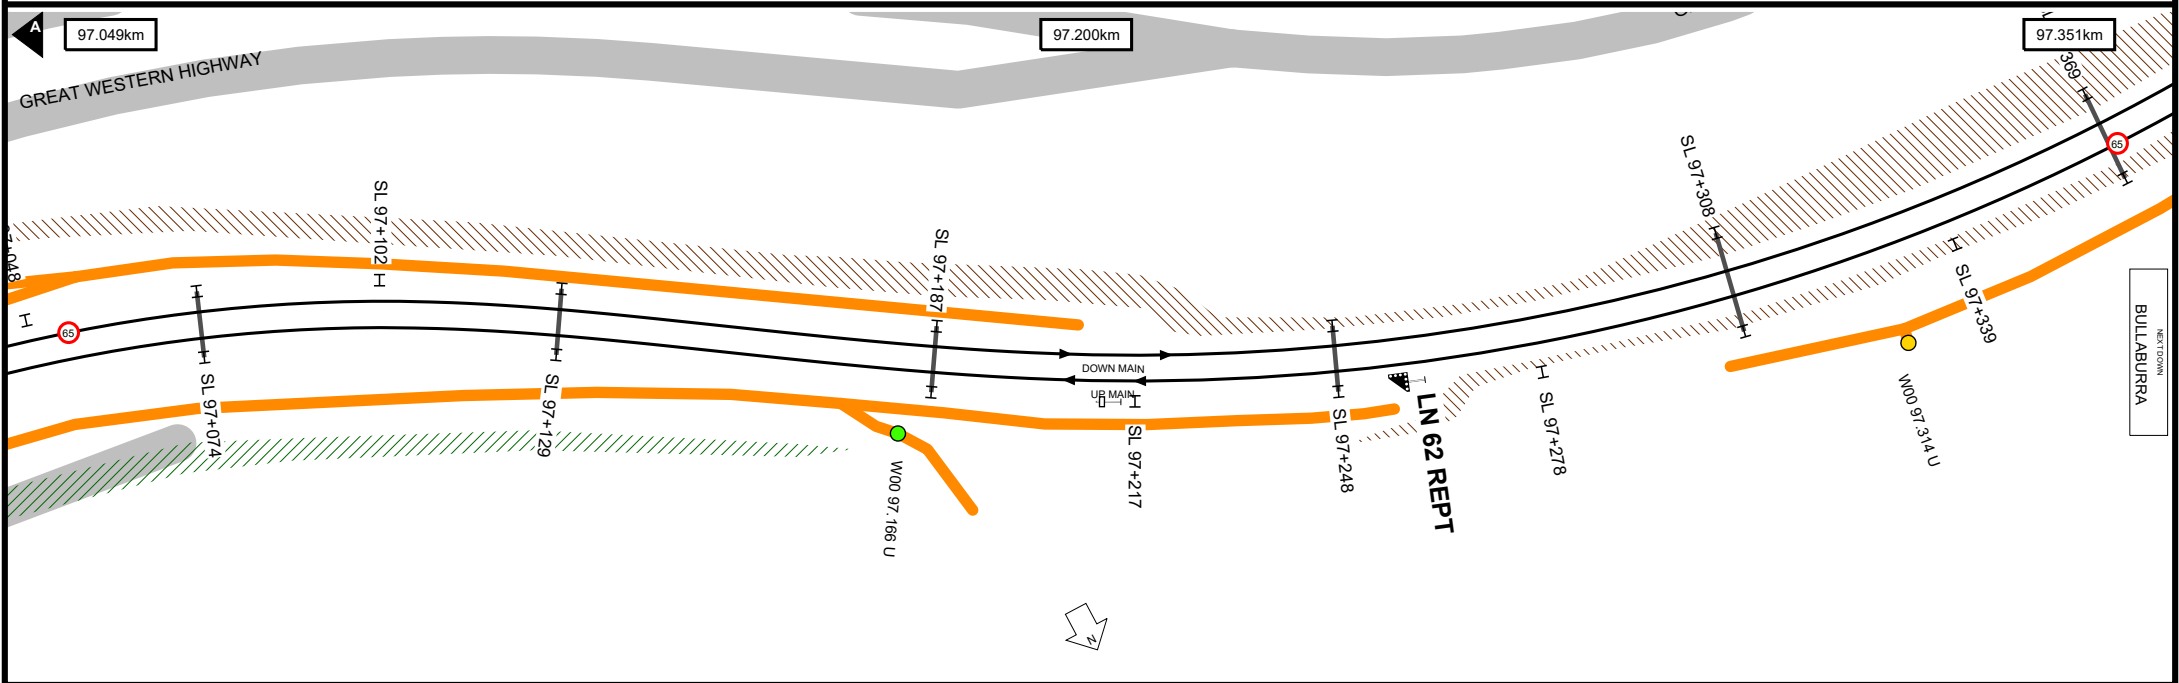 A
97.049km
97.200km
97.351km
GREAT WESTERN HIGHWAY
369
SL 97+102
SL 97+187
SL 97+308
65
65
SL 97+339
DOWN MAIN
UP MAIN
SL 97+074
SL 97+129
SL 97+217
SL 97+248
LN 62 REPT
SL 97+278
W00 97.166 U
W00 97.314 U
NEXT DOWN
BULLABURRA
N